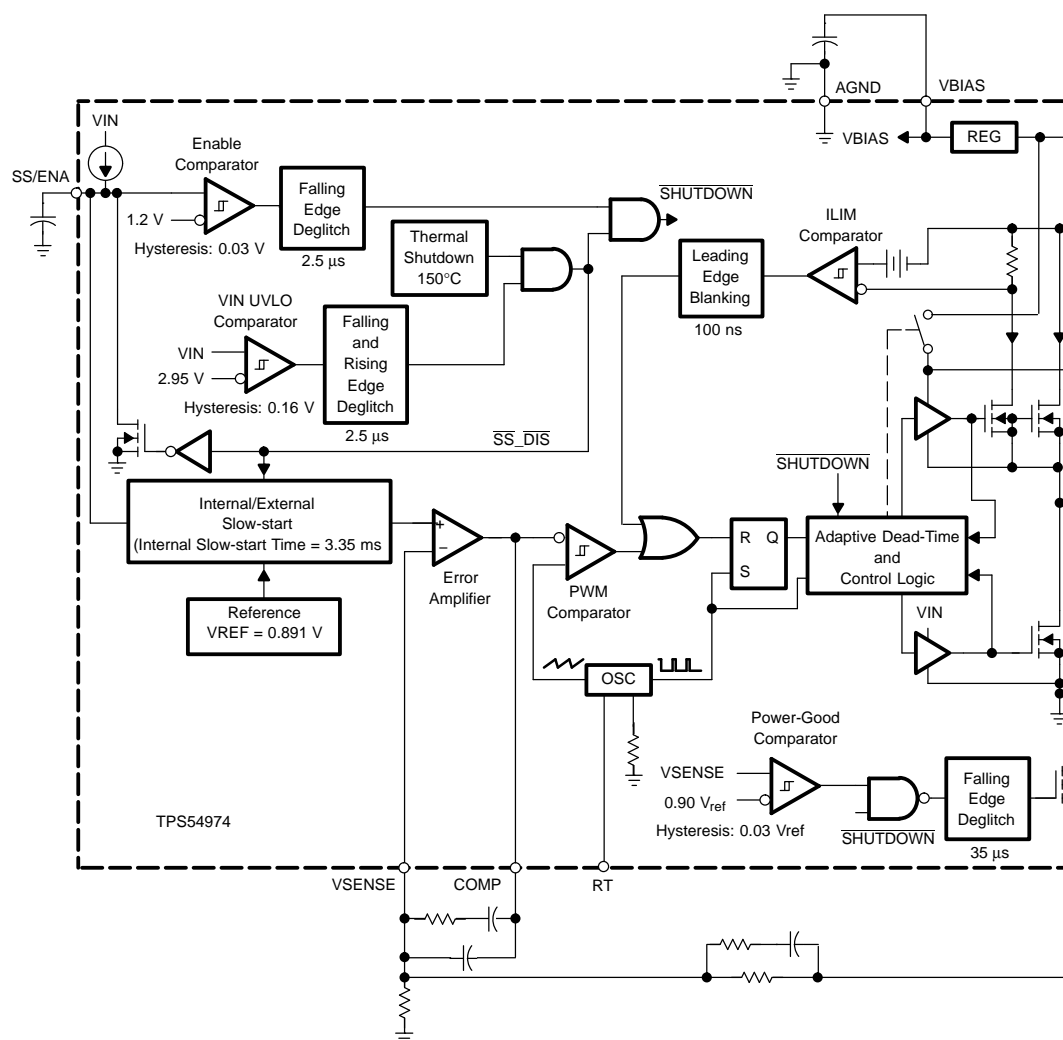 AGND
VBIAS
VIN
Enable
Comparator
SS/ENA
1.2 V
Hysteresis: 0.03 V
Falling
Edge
Deglitch
2.5 μs
SHUTDOWN
VBIAS
REG
Thermal
Shutdown
150°C
Leading
Edge
Blanking
100 ns
ILIM
Comparator
VIN UVLO
Comparator
VIN
2.95 V
Hysteresis: 0.16 V
Falling
and
Rising
Edge
Deglitch
2.5 μs
SS_DIS
SHUTDOWN
Internal/External
Slow-start
(Internal Slow-start Time = 3.35 ms
+
−
Error
Amplifier
PWM
Comparator
R Q
S
Adaptive Dead-Time
and
Control Logic
Reference
VREF = 0.891 V
VIN
OSC
Power-Good
Comparator
VSENSE
0.90 Vref
Hysteresis: 0.03 Vref
SHUTDOWN
Falling
Edge
Deglitch
35 μs
TPS54974
VSENSE
COMP
RT